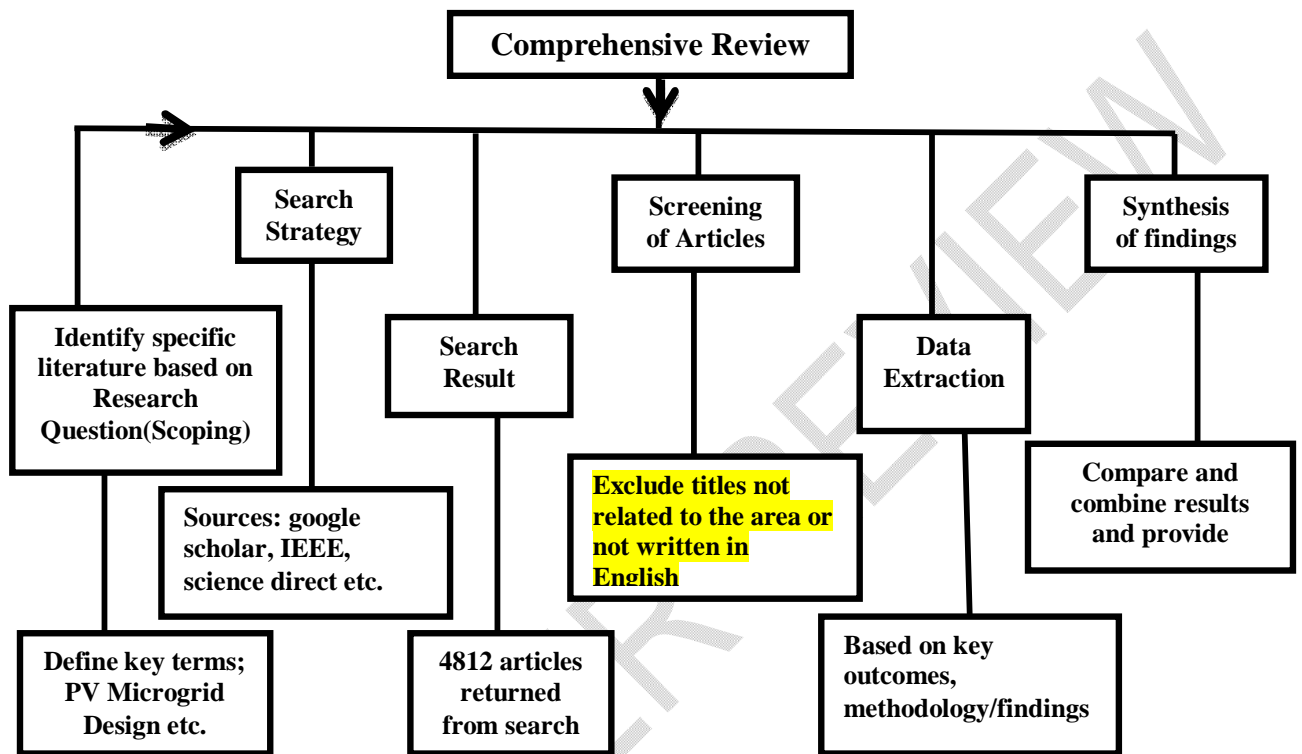 Comprehensive Review
Search
Strategy
Screening
of Articles
Synthesis
of findings
Identify specific
literature based on
Research
Question(Scoping)
Search
Result
Data
Extraction
Sources: google
scholar, IEEE,
science direct etc.
Exclude titles not
related to the area or
not written in
English
Compare and
combine results
and provide
Define key terms;
PV Microgrid
Design etc.
4812 articles
returned
from search
Based on key
outcomes,
methodology/findings
ER REVIEW